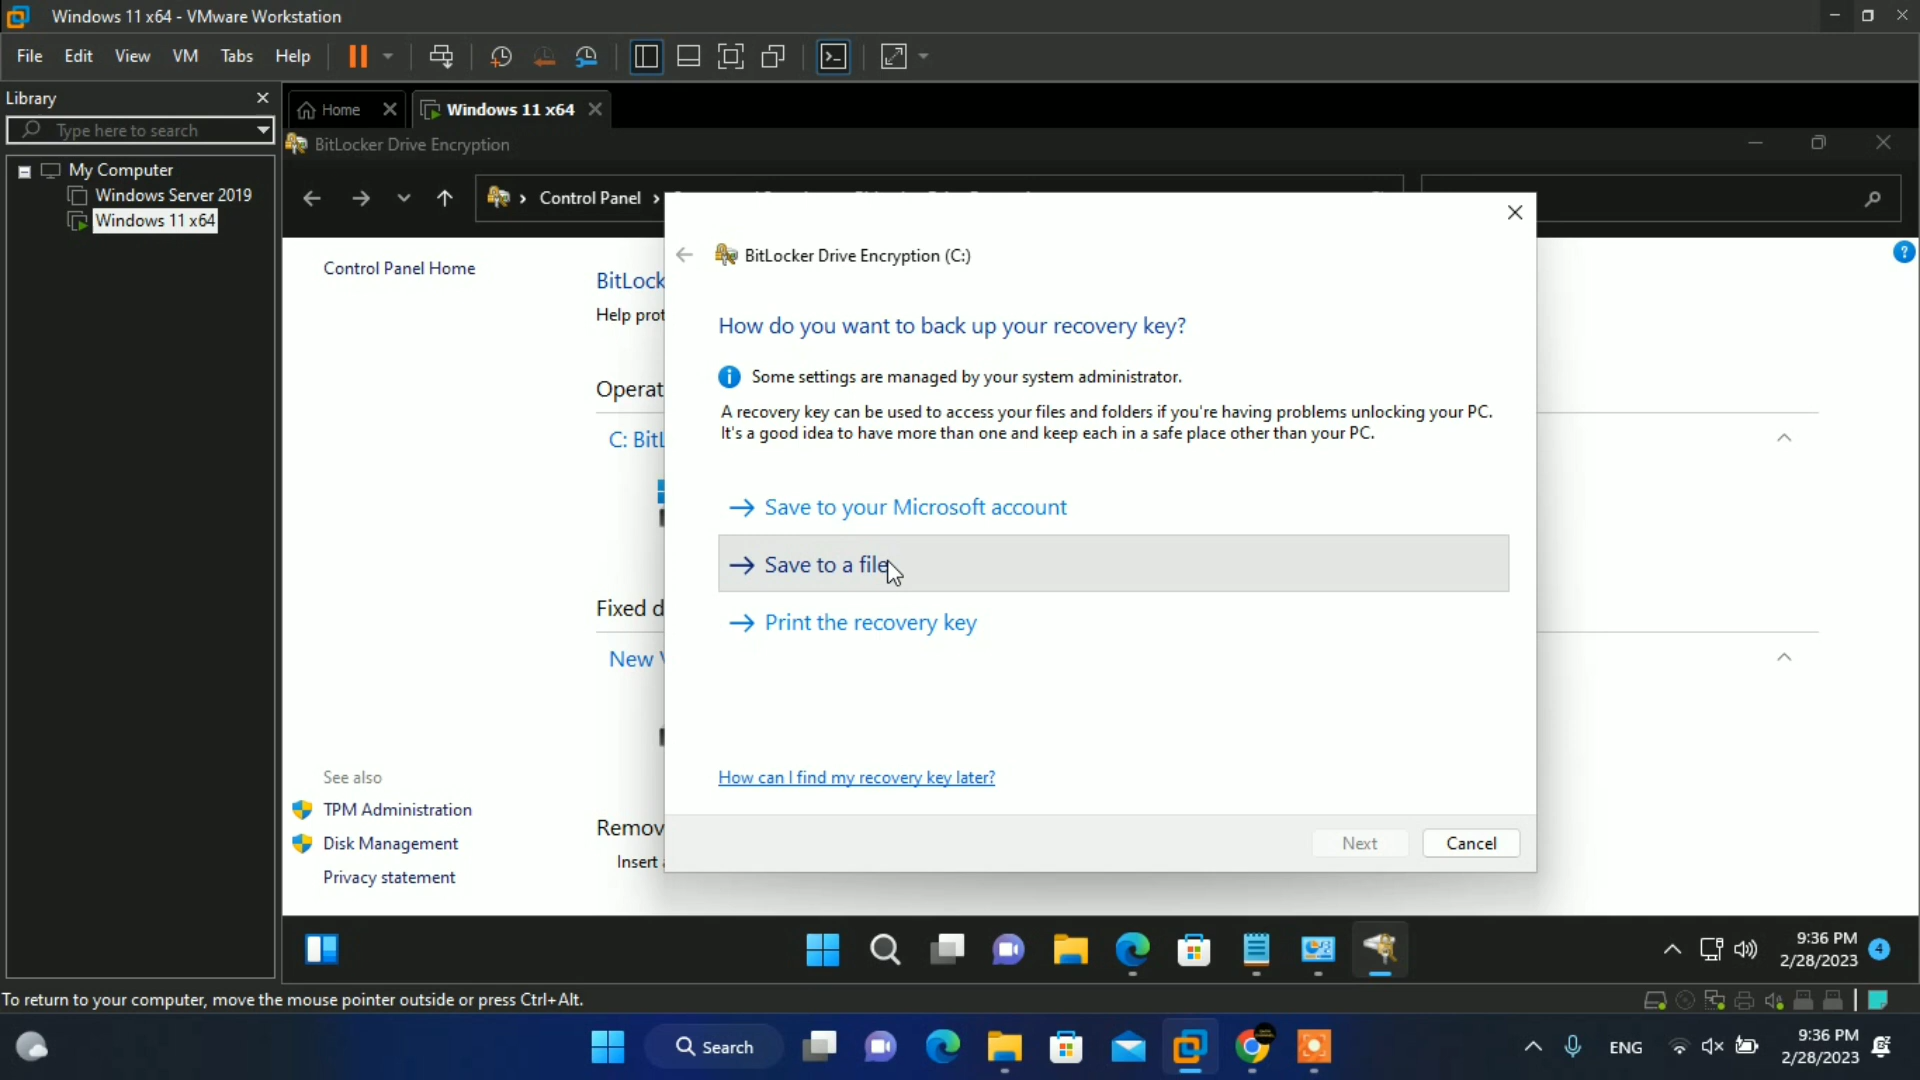 Windows 11 x64 - VMware Workstation
File Edit View VM Tabs Help
Library
Type here to search
My Computer
Windows Server 2019
Windows 11 x64
Home
Windows 11 x64
BitLocker Drive Encryption
Control Panel
Control Panel Home
BitLock
Help prot
Operat
C: BitL
Fixed d
New V
Remov
Insert
See also
TPM Administration
Disk Management
Privacy statement
BitLocker Drive Encryption (C:)
How do you want to back up your recovery key?
Some settings are managed by your system administrator.
A recovery key can be used to access your files and folders if you're having problems unlocking your PC.
It's a good idea to have more than one and keep each in a safe place other than your PC.
Save to your Microsoft account
Save to a file
Print the recovery key
How can I find my recovery key later?
Next Cancel
9:36 PM
2/28/2023
4
To return to your computer, move the mouse pointer outside or press Ctrl+Alt.
Search
ENG
9:36 PM
2/28/2023